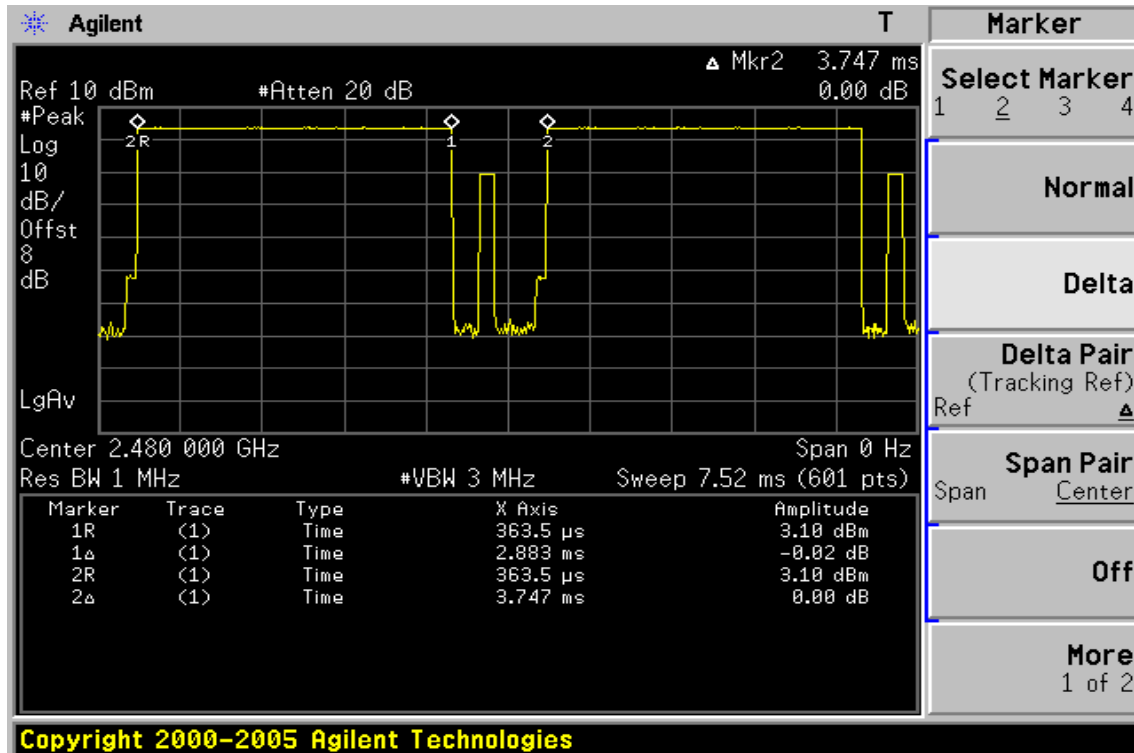 Agilent T
Marker
Δ Mkr2 3.747 ms
Ref 10 dBm #Atten 20 dB 0.00 dB
#Peak
Log
10
dB/
Offst
8
dB
LgAv
2R 1 2
Center 2.480 000 GHz Span 0 Hz
Res BW 1 MHz #VBW 3 MHz Sweep 7.52 ms (601 pts)
Marker Trace Type X Axis Amplitude
1R (1) Time 363.5 µs 3.10 dBm
1Δ (1) Time 2.883 ms -0.02 dB
2R (1) Time 363.5 µs 3.10 dBm
2Δ (1) Time 3.747 ms 0.00 dB
Select Marker
1 2 3 4
Normal
Delta
Delta Pair
(Tracking Ref)
Ref Δ
Span Pair
Span Center
Off
More
1 of 2
Copyright 2000-2005 Agilent Technologies